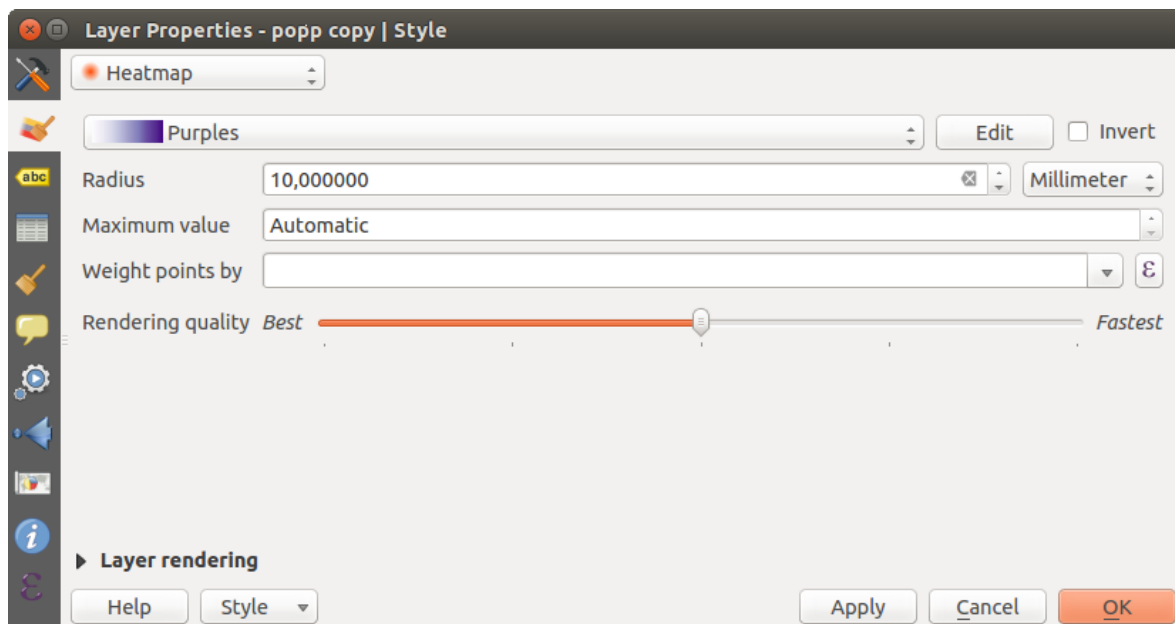 Layer Properties - popp copy | Style
Heatmap
Purples Edit Invert
abc Radius 10,000000 Millimeter
Maximum value Automatic
Weight points by ε
Rendering quality Best Fastest
Layer rendering
ε
Help Style Apply Cancel OK